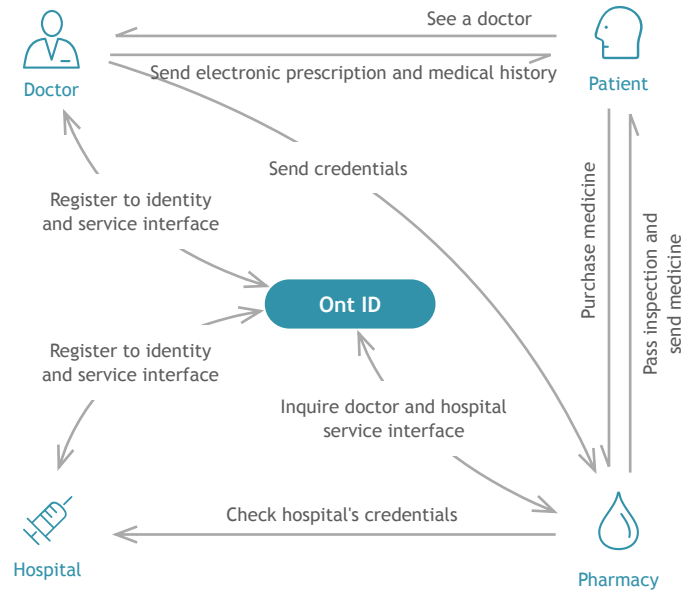 See a doctor
Send electronic prescription and medical history
Doctor
Patient
Send credentials
Register to identity
and service interface
Purchase medicine
Pass inspection and
send medicine
Ont ID
Register to identity
and service interface
Inquire doctor and hospital
service interface
Check hospital's credentials
Hospital
Pharmacy